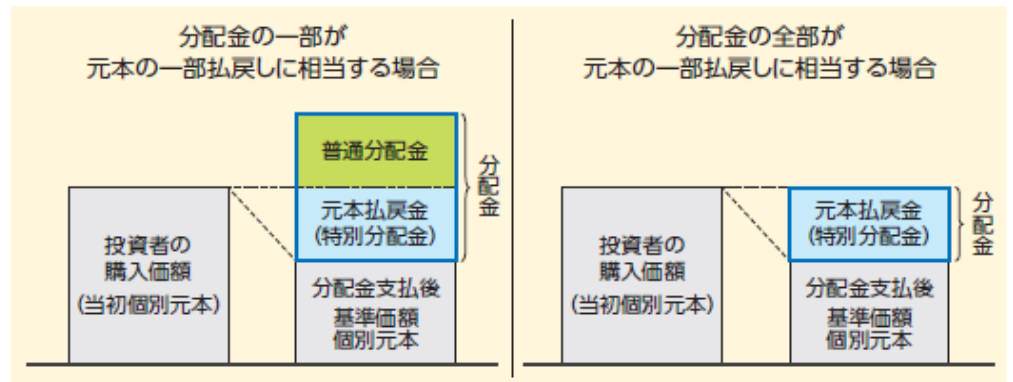 分配金の一部が
元本の一部払戻しに相当する場合
普通分配金
元本払戻金
(特別分配金)
分配金
投資者の
購入価額
(当初個別元本)
分配金支払後
基準価額
個別元本
分配金の全部が
元本の一部払戻しに相当する場合
元本払戻金
(特別分配金)
分配金
投資者の
購入価額
(当初個別元本)
分配金支払後
基準価額
個別元本